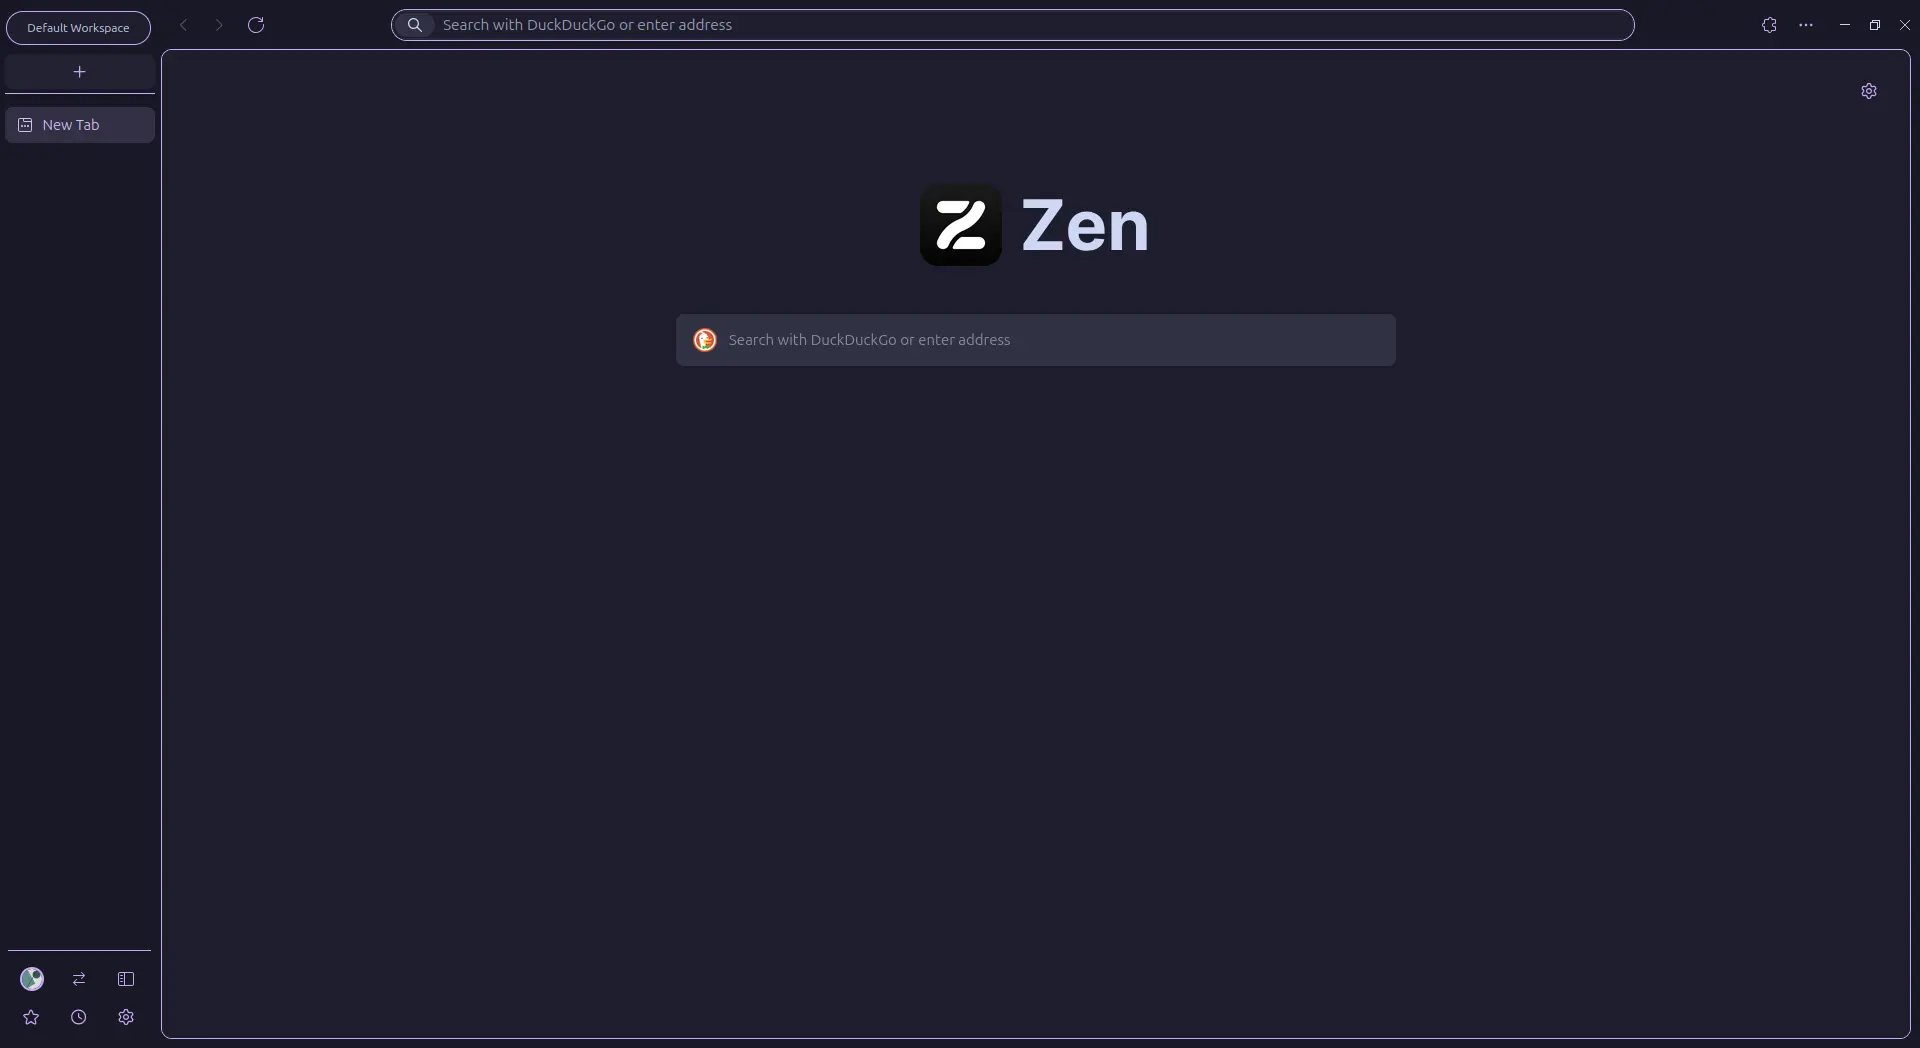 Default Workspace
Search with DuckDuckGo or enter address
New Tab
Zen
Search with DuckDuckGo or enter address